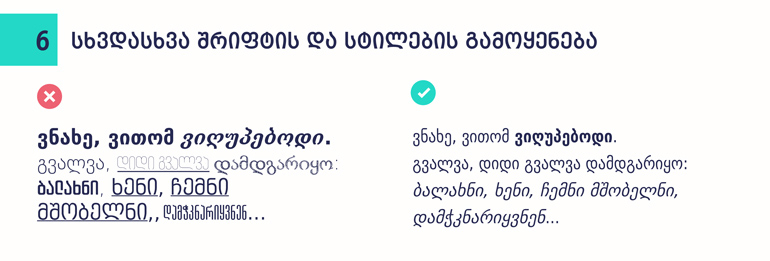 6 სხვდასხვა შრიფტის და სტილების გამოყენება
ვნახე, ვითომ ვიღუპებოდი.
გვალვა, დიდი გვალვა დამდგარიყო:
ბალახნი, ხენი, ჩემნი
მშობელნი,, დამჭკნარიყვნენ...
ვნახე, ვითომ ვიღუპებოდი.
გვალვა, დიდი გვალვა დამდგარიყო:
ბალახნი, ხენი, ჩემნი მშობელნი,
დამჭკნარიყვნენ...